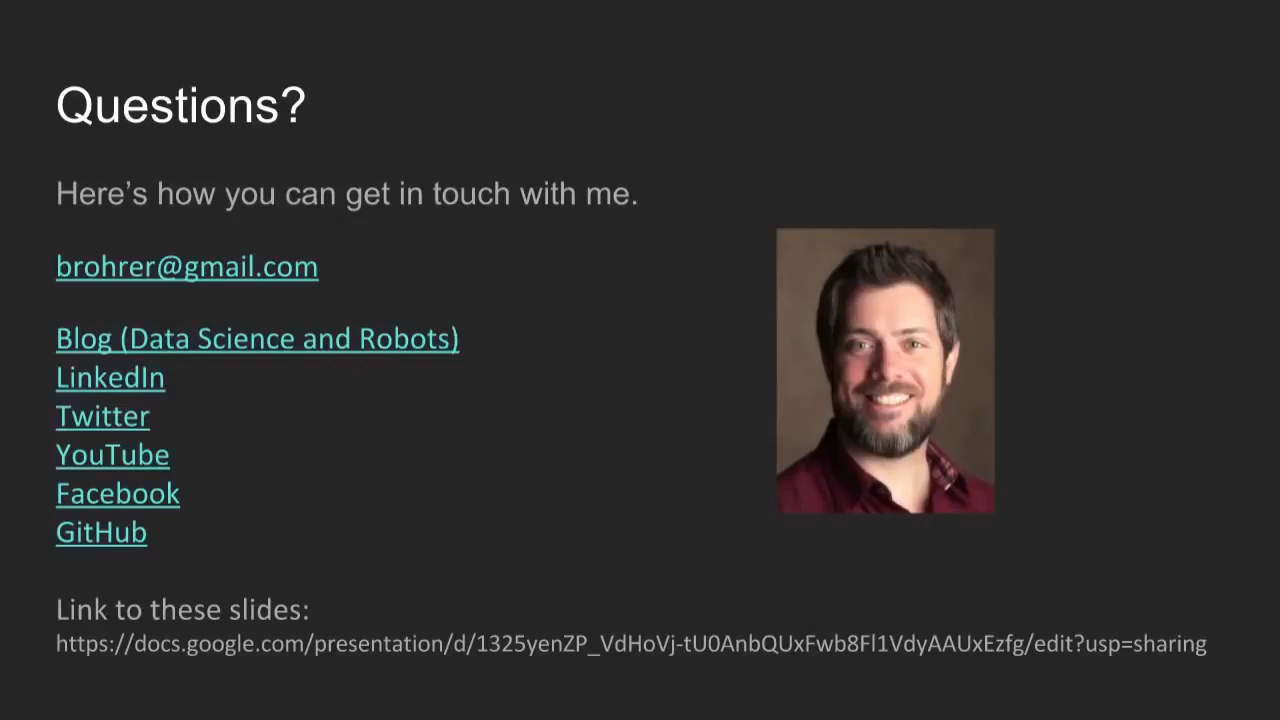 Questions?
Here’s how you can get in touch with me.
brohrer@gmail.com
Blog (Data Science and Robots)
LinkedIn
Twitter
YouTube
Facebook
GitHub
Link to these slides:
https://docs.google.com/presentation/d/1325yenZP_VdHoVj-tU0AnbQUxFwb8Fl1VdyAAUxEzfg/edit?usp=sharing